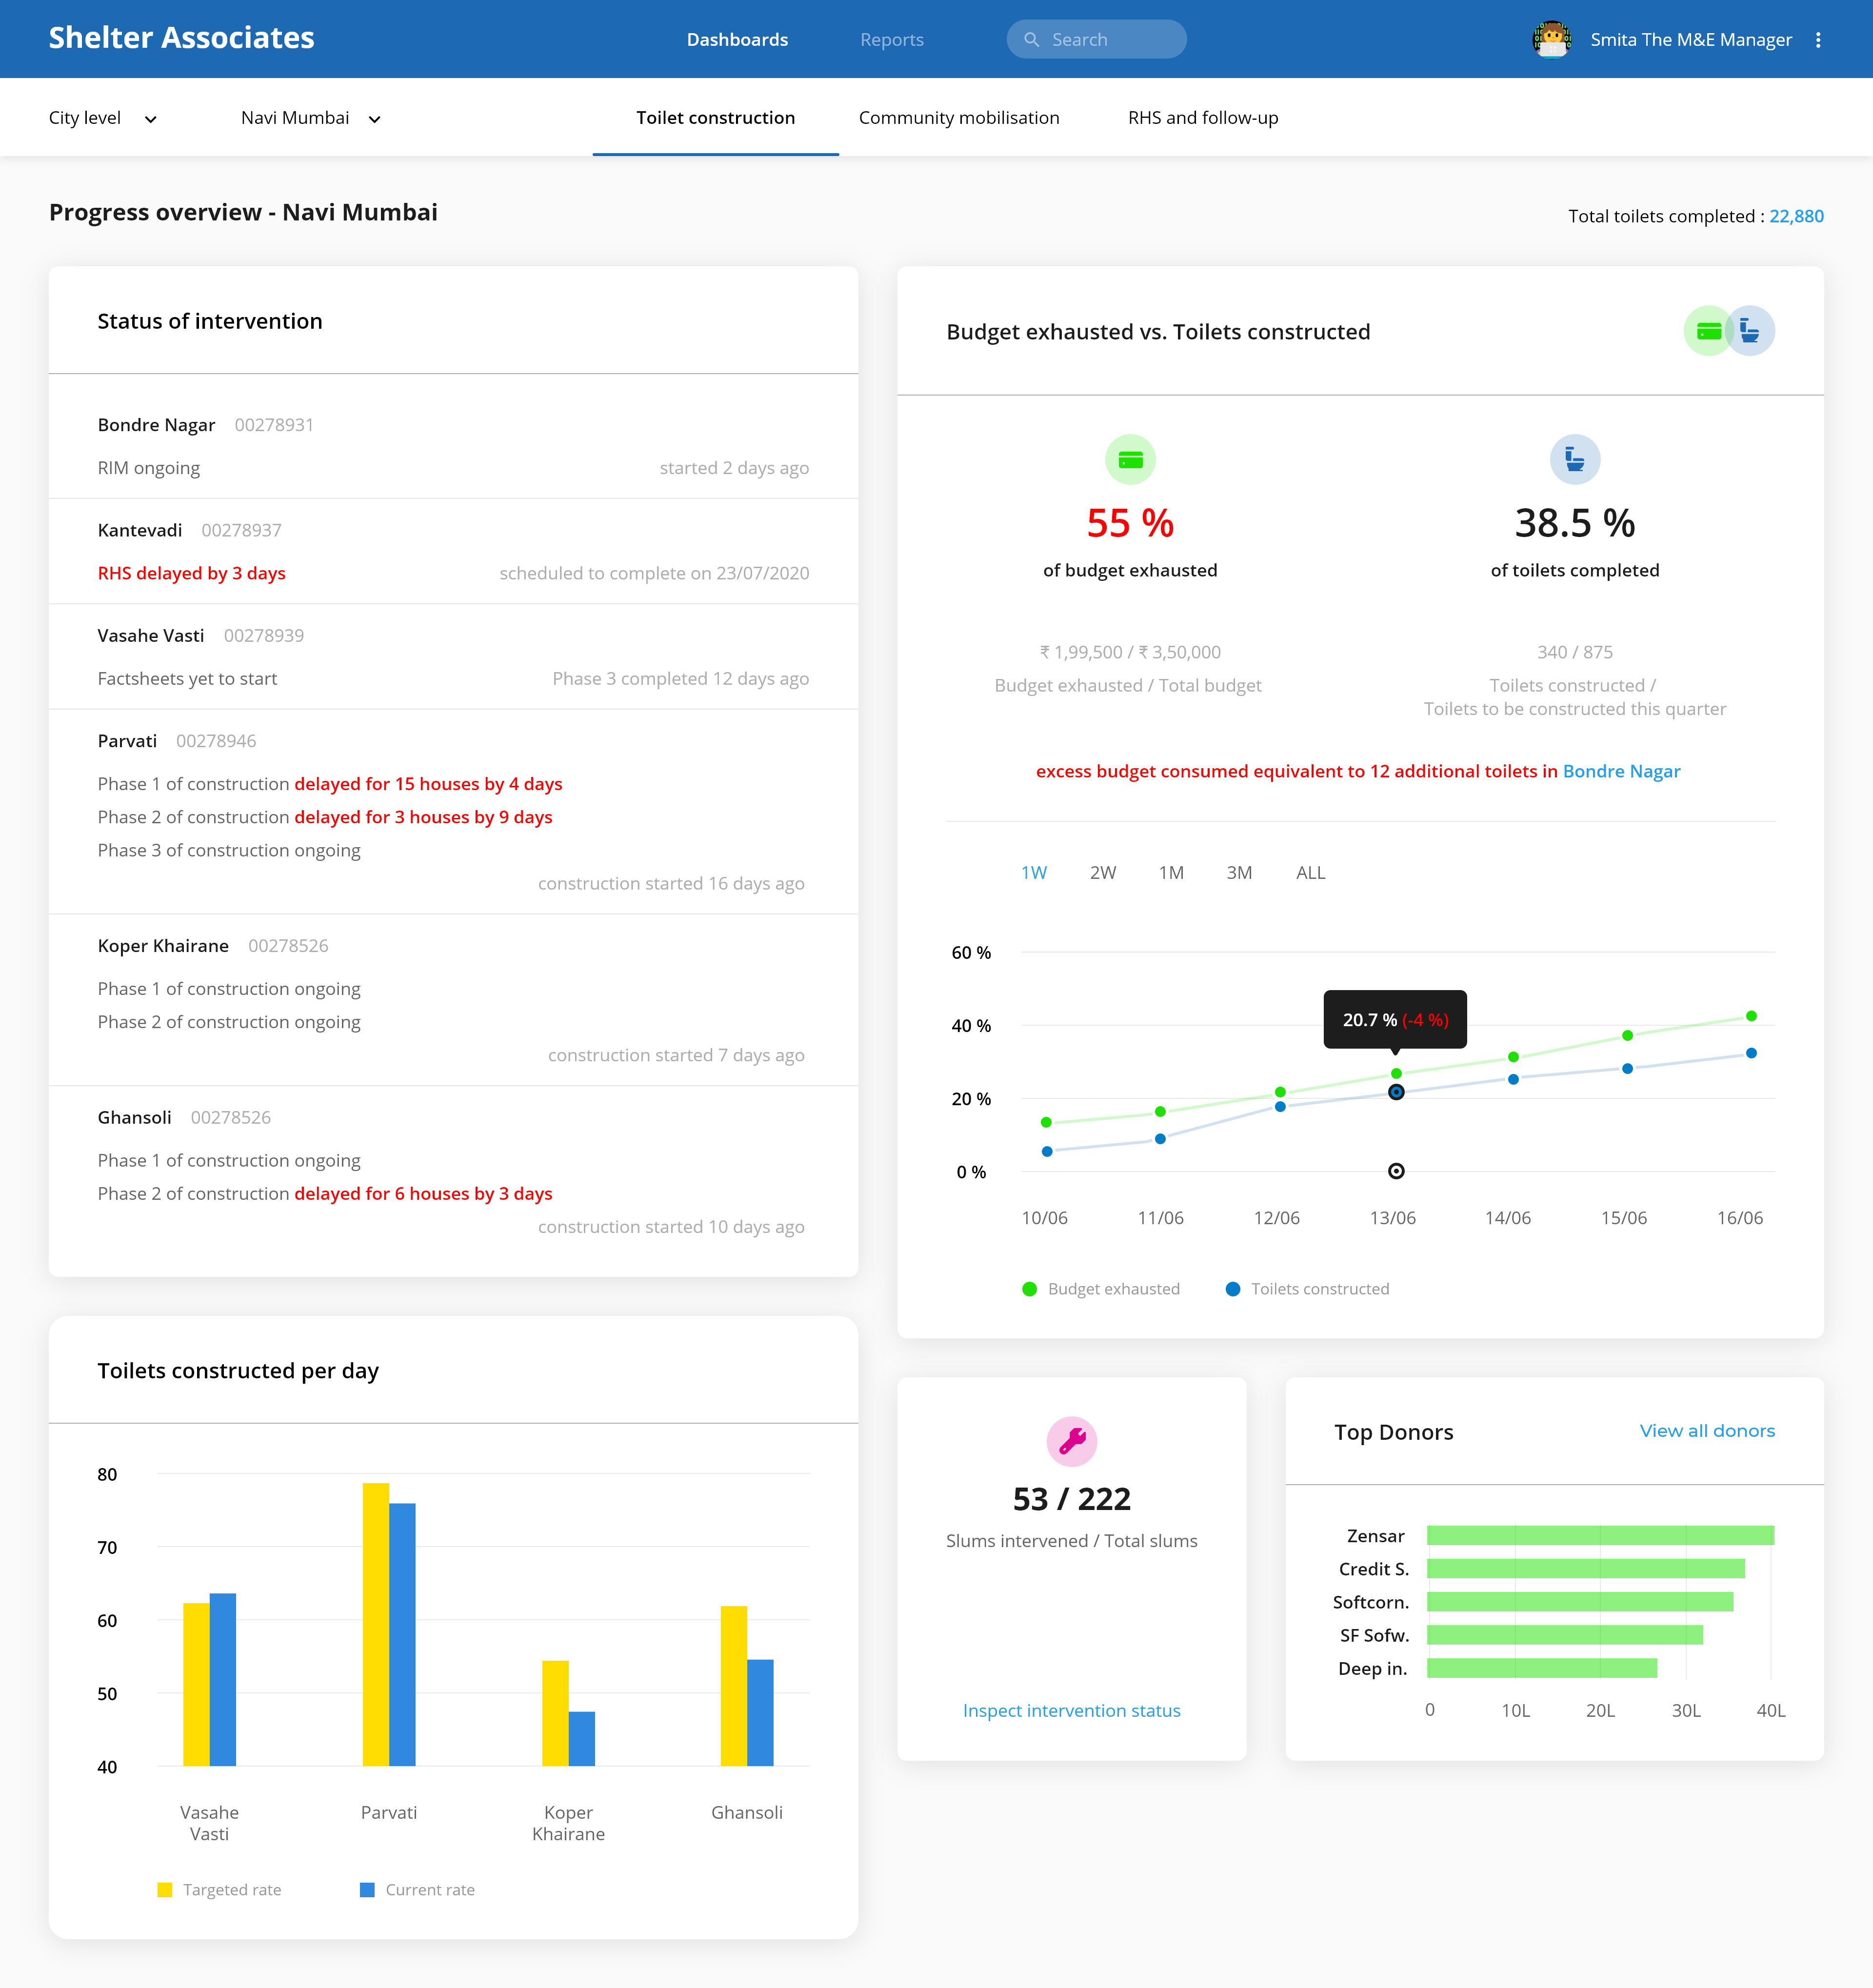 Shelter Associates
Dashboards
Reports
Search
Smita The M&E Manager
City level
Navi Mumbai
Toilet construction
Community mobilisation
RHS and follow-up
Progress overview - Navi Mumbai
Total toilets completed : 22,880
Status of intervention
Bondre Nagar 00278931
RIM ongoing
started 2 days ago
Kantevadi 00278937
RHS delayed by 3 days
scheduled to complete on 23/07/2020
Vasahe Vasti 00278939
Factsheets yet to start
Phase 3 completed 12 days ago
Parvati 00278946
Phase 1 of construction delayed for 15 houses by 4 days
Phase 2 of construction delayed for 3 houses by 9 days
Phase 3 of construction ongoing
construction started 16 days ago
Koper Khairane 00278526
Phase 1 of construction ongoing
Phase 2 of construction ongoing
construction started 7 days ago
Ghansoli 00278526
Phase 1 of construction ongoing
Phase 2 of construction delayed for 6 houses by 3 days
construction started 10 days ago
Budget exhausted vs. Toilets constructed
55 %
of budget exhausted
₹ 1,99,500 / ₹ 3,50,000
Budget exhausted / Total budget
38.5 %
of toilets completed
340 / 875
Toilets constructed /
Toilets to be constructed this quarter
excess budget consumed equivalent to 12 additional toilets in Bondre Nagar
1W 2W 1M 3M ALL
60 %
40 %
20 %
0 %
20.7 % (-4 %)
10/06 11/06 12/06 13/06 14/06 15/06 16/06
Budget exhausted
Toilets constructed
Toilets constructed per day
80
70
60
50
40
Vasahe
Vasti
Parvati
Koper
Khairane
Ghansoli
Targeted rate
Current rate
53 / 222
Slums intervened / Total slums
Inspect intervention status
Top Donors
View all donors
Zensar
Credit S.
Softcorn.
SF Sofw.
Deep in.
0 10L 20L 30L 40L